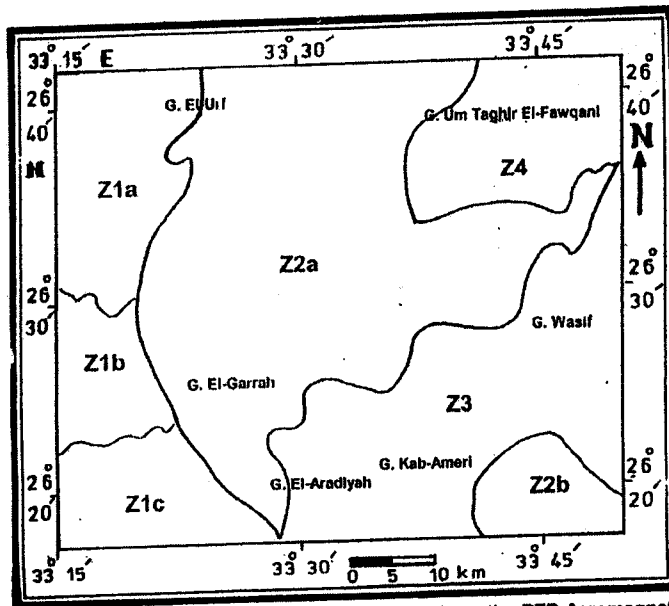 33° 15′ E 33° 30′ 33° 45′
26° 40′
26° 40′
G. El Urf
G. Um Taghir El-Fawqani
N
N
Z1a
Z4
Z2a
26° 30′
26° 30′
G. Wasif
Z1b
G. El-Garrah
Z3
G. Kab-Ameri
26° 20′
26° 20′
G. El-Aradiyah
Z2b
Z1c
33° 15′ 33° 30′ 33° 45′
0 5 10 km